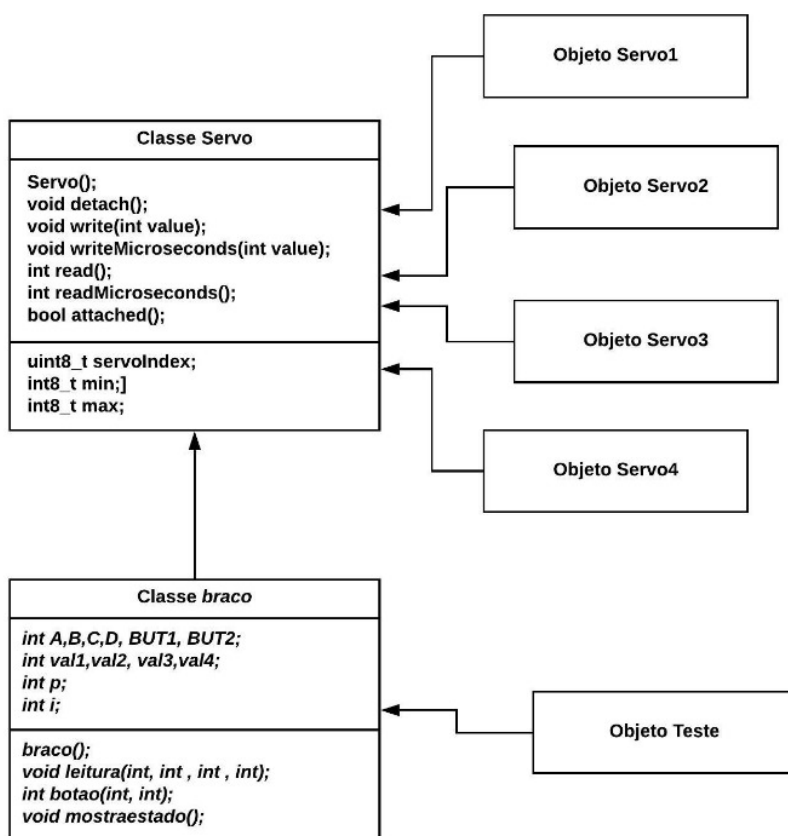 Objeto Servo1
Classe Servo
Servo();
void detach();
void write(int value);
void writeMicroseconds(int value);
int read();
int readMicroseconds();
bool attached();
uint8_t servoIndex;
int8_t min;]
int8_t max;
Objeto Servo2
Objeto Servo3
Objeto Servo4
Classe braco
int A,B,C,D, BUT1, BUT2;
int val1,val2, val3,val4;
int p;
int i;
braco();
void leitura(int, int , int , int);
int botao(int, int);
void mostraestado();
Objeto Teste